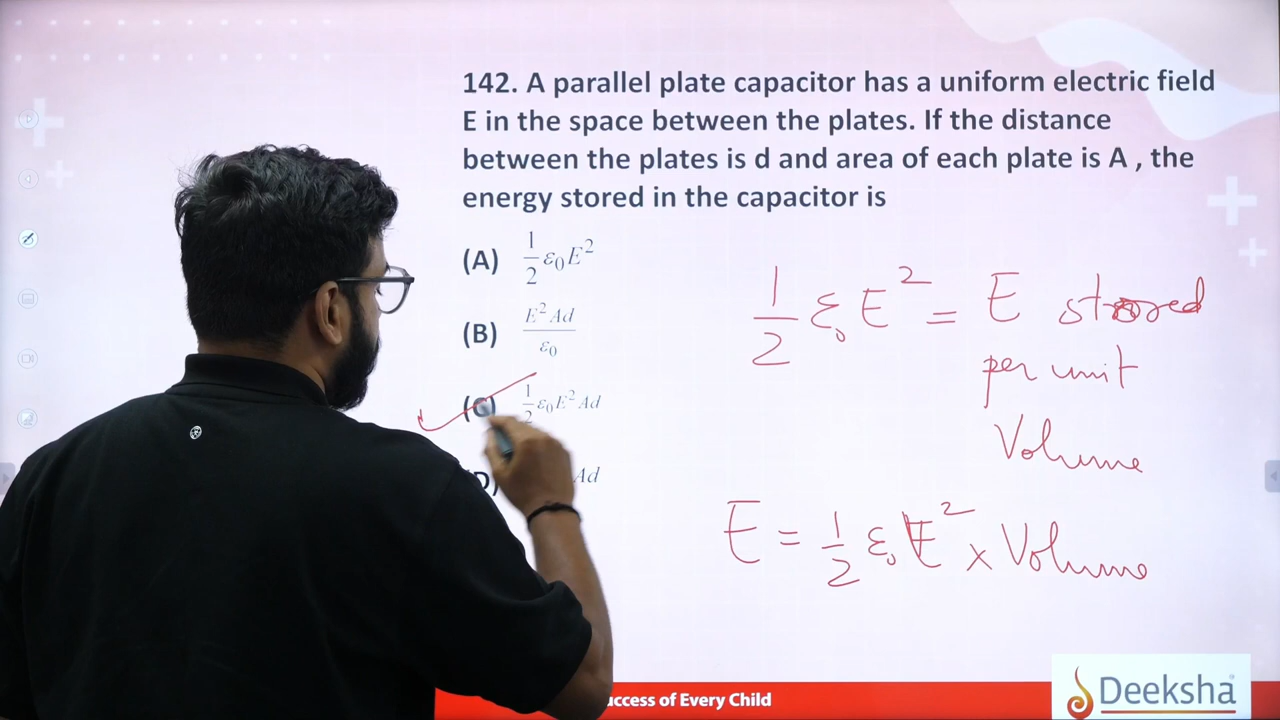 142. A parallel plate capacitor has a uniform electric field
E in the space between the plates. If the distance
between the plates is d and area of each plate is A , the
energy stored in the capacitor is
(A) 1/2 ε₀E²
(B) E²Ad/ε₀
(C) 1/2 ε₀E²Ad
(D) Ad
1/2 ε₀ E² = E stored
per unit
Volume
E = 1/2 ε₀ E² × Volume
of Every Child
Deeksha